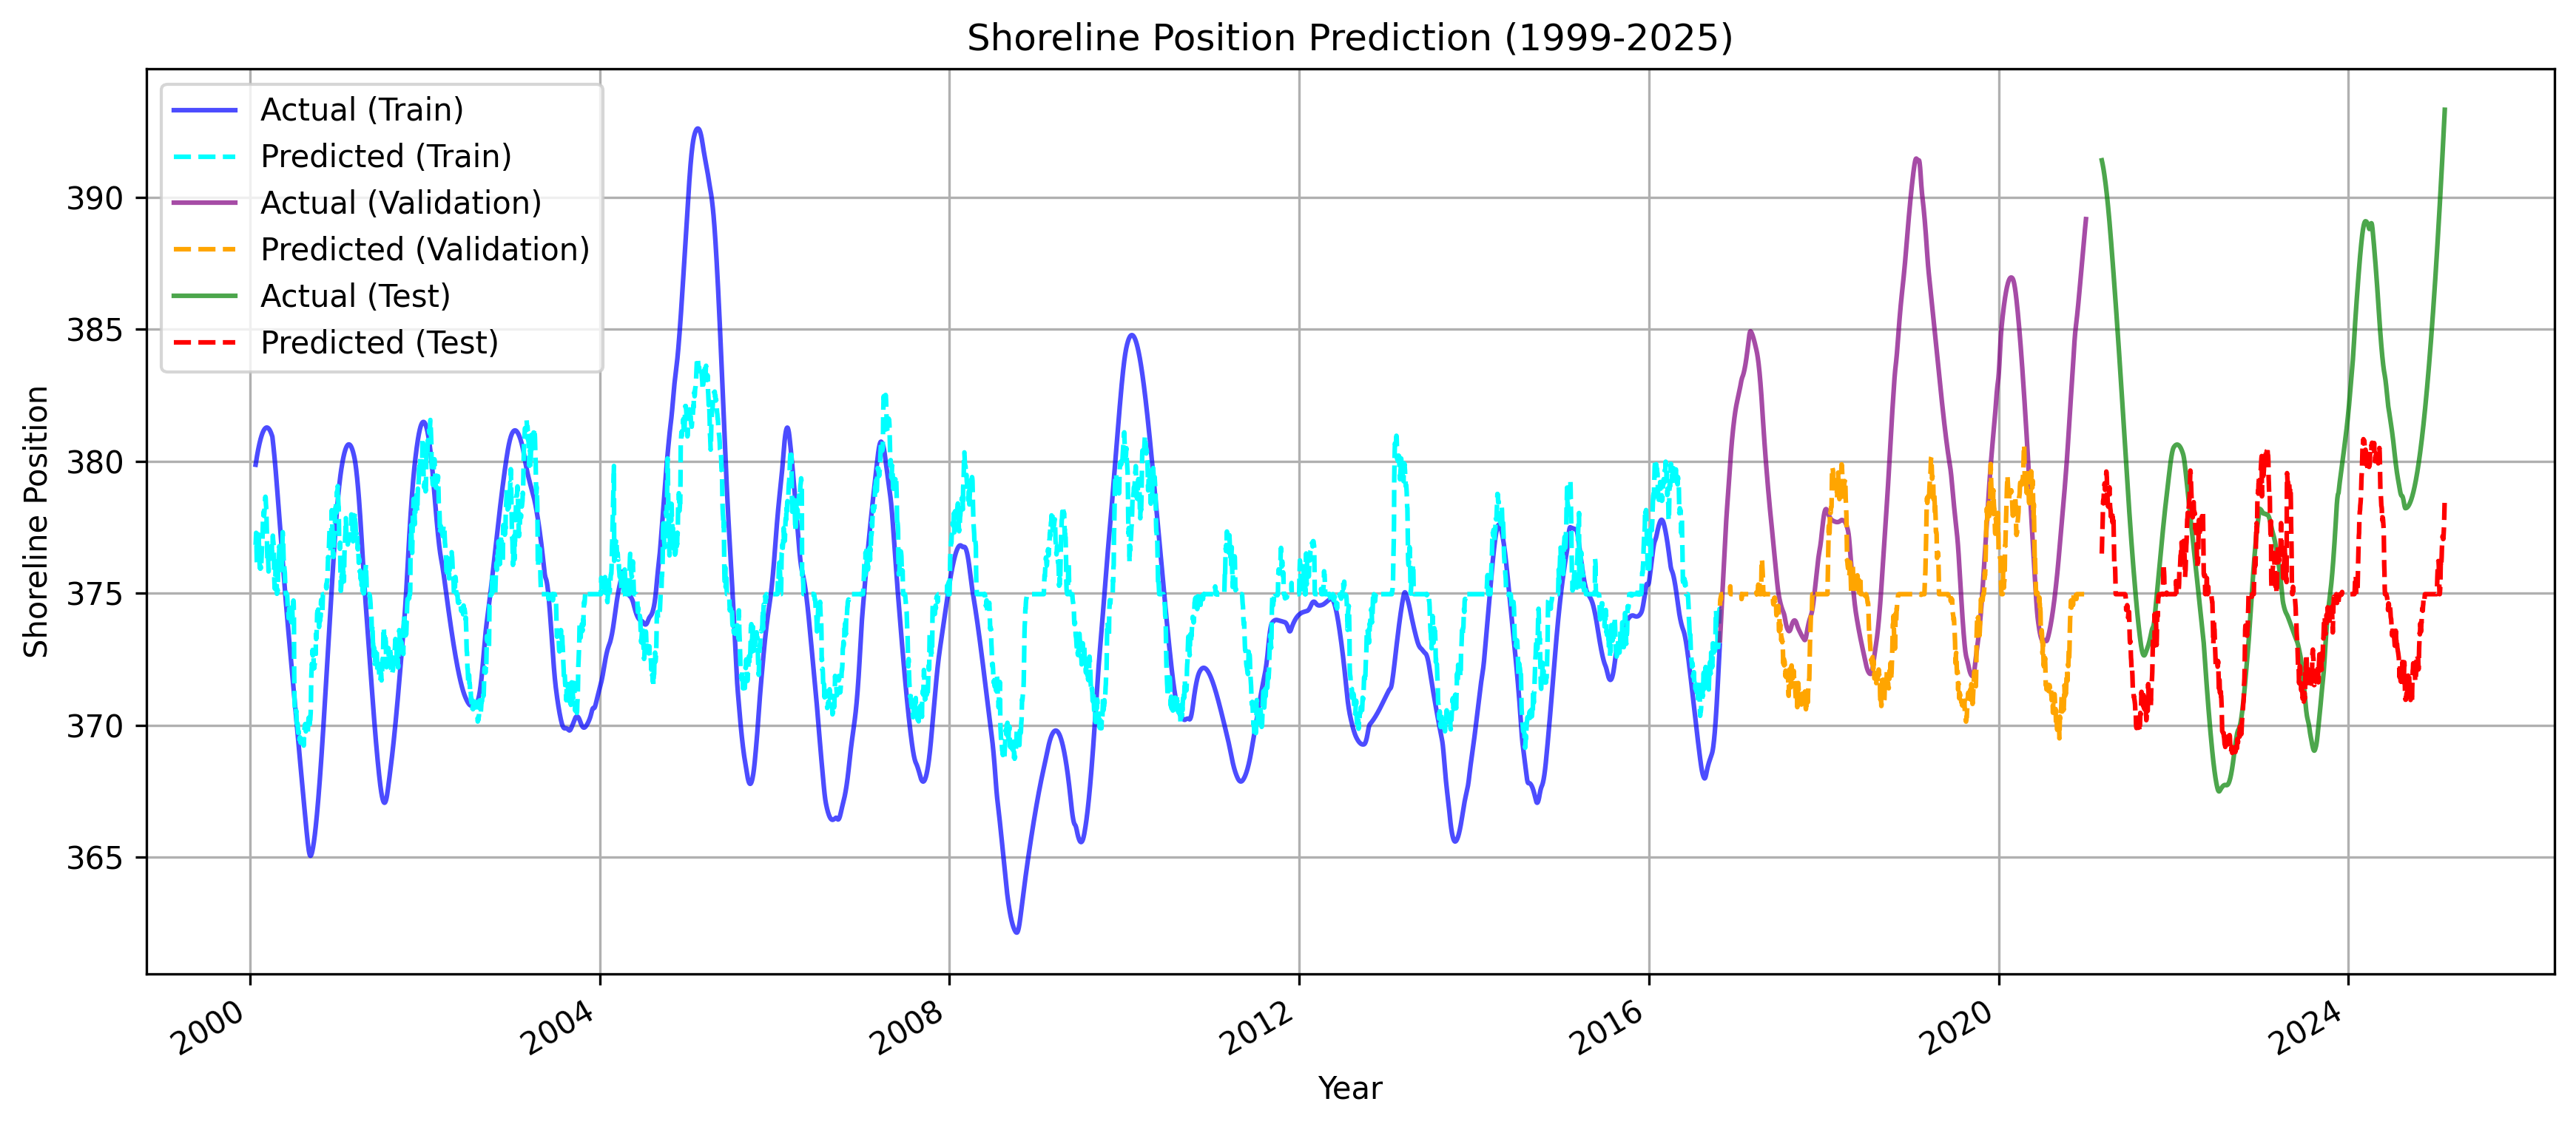 Shoreline Position Prediction (1999-2025)
Actual (Train)
Predicted (Train)
Actual (Validation)
Predicted (Validation)
Actual (Test)
Predicted (Test)
Shoreline Position
390
385
380
375
370
365
2000
2004
2008
2012
2016
2020
2024
Year